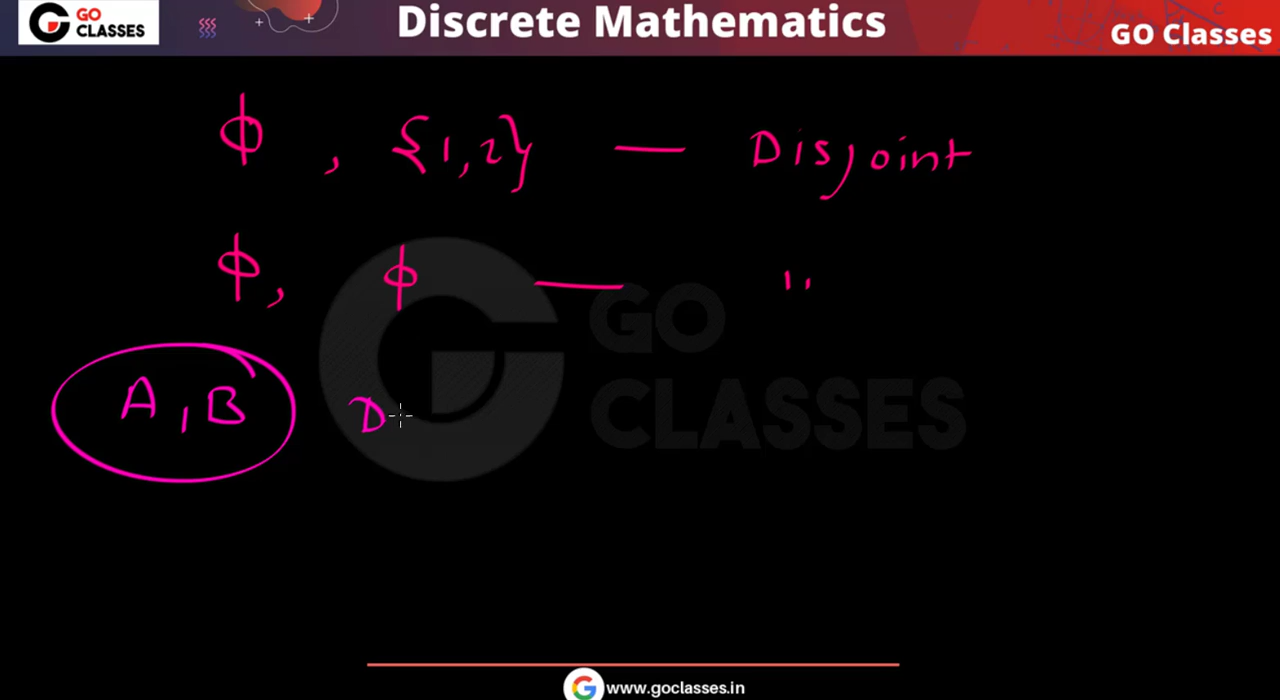 GO
CLASSES
Discrete Mathematics
GO Classes
ϕ , {1,2} — Disjoint
ϕ, ϕ — "
A, B D
GO
CLASSES
www.goclasses.in